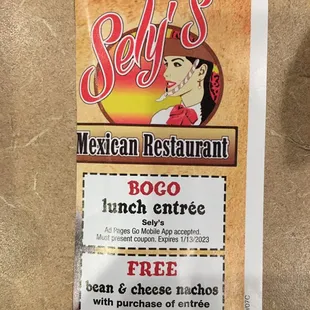 Sely's
Mexican Restaurant
BOGO
lunch entrée
Sely's
Ad Pages Go Mobile App accepted.
Must present coupon. Expires 1/13/2023
FREE
bean & cheese nachos
with purchase of entrée